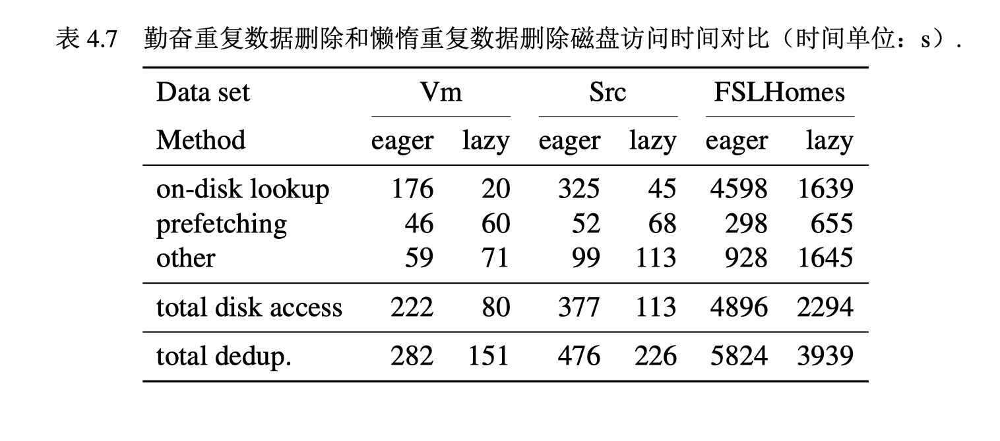 表 4.7 勤奋重复数据删除和懒惰重复数据删除磁盘访问时间对比（时间单位：s）.
Data set Vm Src FSLHomes
Method eager lazy eager lazy eager lazy
on-disk lookup 176 20 325 45 4598 1639
prefetching 46 60 52 68 298 655
other 59 71 99 113 928 1645
total disk access 222 80 377 113 4896 2294
total dedup. 282 151 476 226 5824 3939